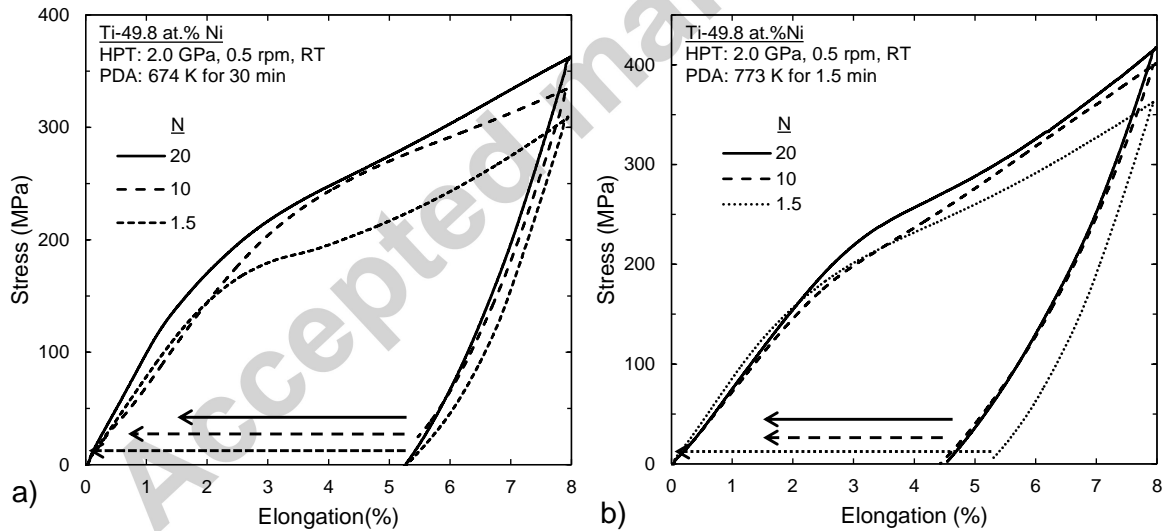 Ti-49.8 at.% Ni
HPT: 2.0 GPa, 0.5 rpm, RT
PDA: 674 K for 30 min
N
20
10
1.5
400
300
200
100
0
0 1 2 3 4 5 6 7 8
Stress (MPa)
Elongation(%)
a)
Ti-49.8 at.%Ni
HPT: 2.0 GPa, 0.5 rpm, RT
PDA: 773 K for 1.5 min
N
20
10
1.5
400
300
200
100
0
0 1 2 3 4 5 6 7 8
Stress (MPa)
Elongation (%)
b)
Accepted ma